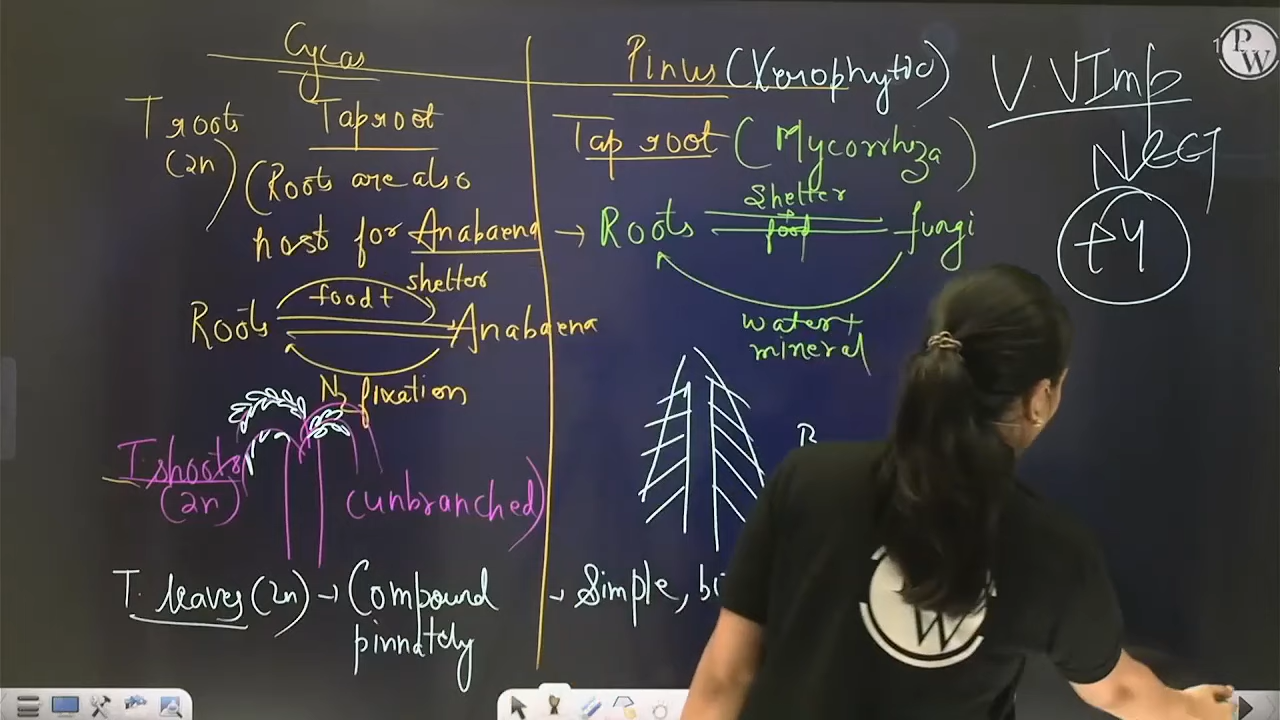 Cycas
Pinus (Xerophytic)
V. V Imp
NEET
+4
PW
T roots (2n)
Taproot
(Roots are also
host for Anabaena
Roots food + shelter Anabaena
N2 fixation
Tap root (Mycorrhiza)
→ Roots shelter fungi
food
water +
mineral
T. shoots
(2n)
(unbranched)
T. leaves (2n) → Compound
pinnately
→ Simple, bi
W